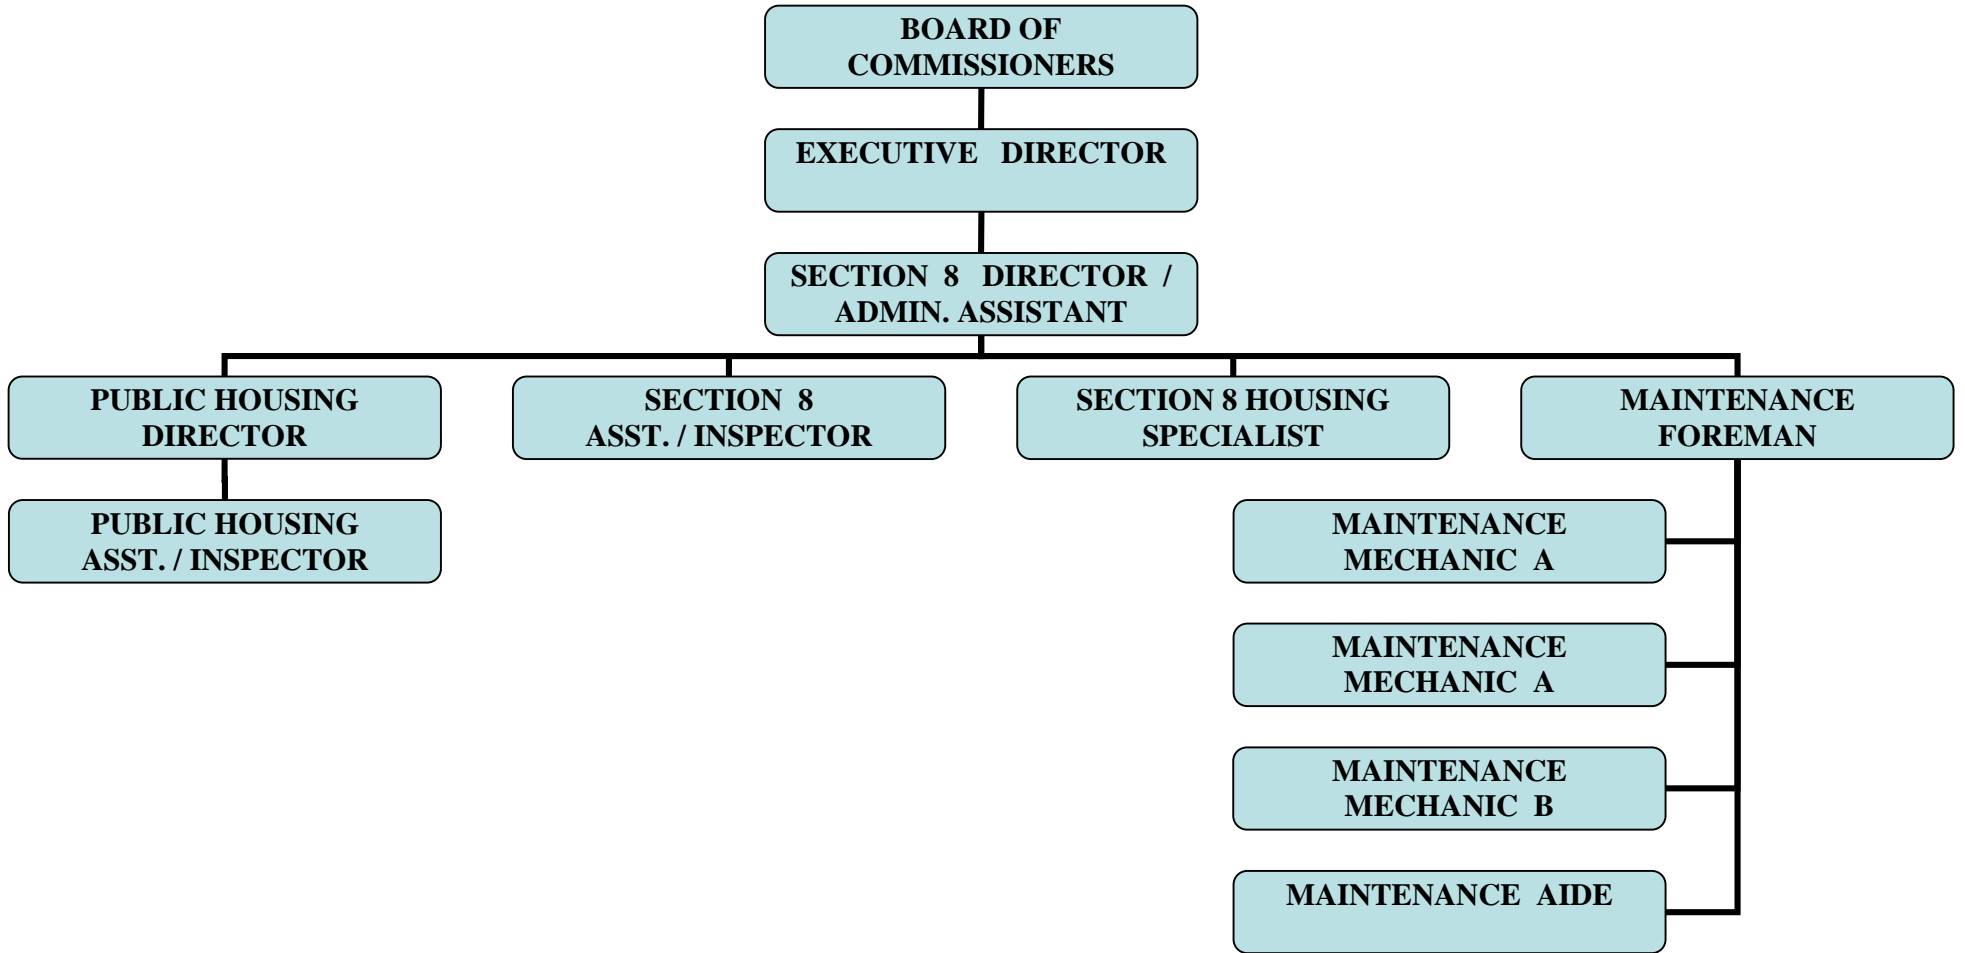 BOARD OF
COMMISSIONERS
EXECUTIVE DIRECTOR
SECTION 8 DIRECTOR /
ADMIN. ASSISTANT
PUBLIC HOUSING
DIRECTOR
SECTION 8
ASST. / INSPECTOR
SECTION 8 HOUSING
SPECIALIST
MAINTENANCE
FOREMAN
PUBLIC HOUSING
ASST. / INSPECTOR
MAINTENANCE
MECHANIC A
MAINTENANCE
MECHANIC A
MAINTENANCE
MECHANIC B
MAINTENANCE AIDE